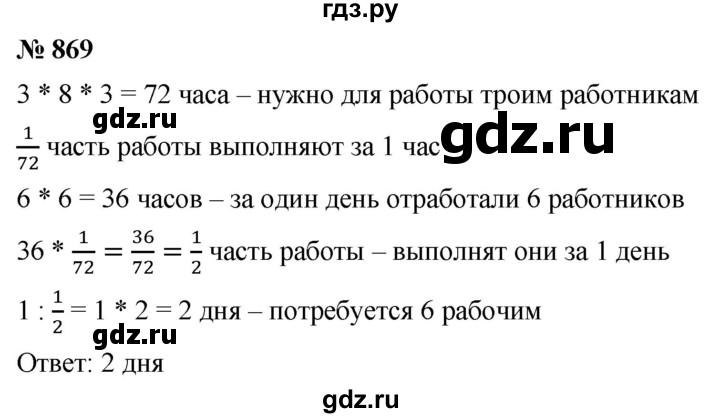 гдз.ру
№ 869
3 * 8 * 3 = 72 часа – нужно для работы троим работникам
gdz.ru
1/72 часть работы выполняют за 1 час
gdz.ru
6 * 6 = 36 часов – за один день отработали 6 работников
36 * 1/72 = 36/72 = 1/2 часть работы – выполнят они за 1 день
1 : 1/2 = 1 * 2 = 2 дня – потребуется 6 рабочим
gdz.ru
Ответ: 2 дня
gdz.ru